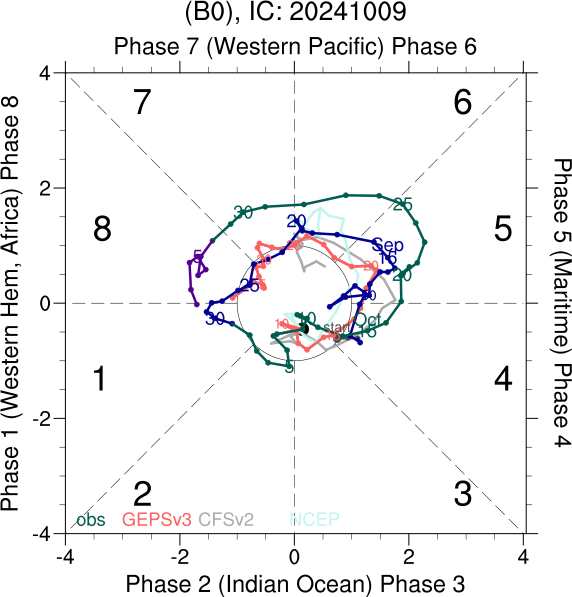 (B0), IC: 20241009
Phase 7 (Western Pacific) Phase 6
4
7
6
Phase 1 (Western Hem, Africa) Phase 8
Phase 5 (Maritime) Phase 4
2
30
25
20
8
Sep
15
5
5
20
20
25
0
30
Oct
10
start
15
10
5
1
4
-2
2
3
obs
GEPSv3
CFSv2
NCEP
-4
-4
-2
0
2
4
Phase 2 (Indian Ocean) Phase 3